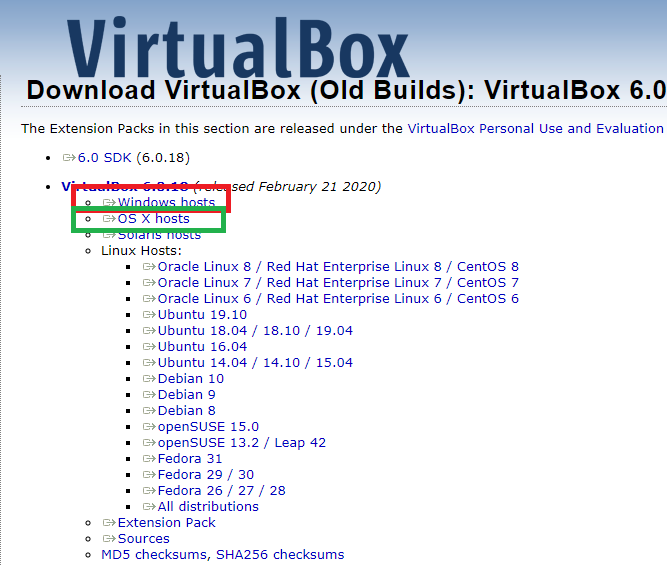 VirtualBox
Download VirtualBox (Old Builds): VirtualBox 6.0
The Extension Packs in this section are released under the VirtualBox Personal Use and Evaluation
6.0 SDK (6.0.18)
VirtualBox 6.0.18 (released February 21 2020)
Windows hosts
OS X hosts
Solaris hosts
Linux Hosts:
Oracle Linux 8 / Red Hat Enterprise Linux 8 / CentOS 8
Oracle Linux 7 / Red Hat Enterprise Linux 7 / CentOS 7
Oracle Linux 6 / Red Hat Enterprise Linux 6 / CentOS 6
Ubuntu 19.10
Ubuntu 18.04 / 18.10 / 19.04
Ubuntu 16.04
Ubuntu 14.04 / 14.10 / 15.04
Debian 10
Debian 9
Debian 8
openSUSE 15.0
openSUSE 13.2 / Leap 42
Fedora 31
Fedora 29 / 30
Fedora 26 / 27 / 28
All distributions
Extension Pack
Sources
MD5 checksums, SHA256 checksums